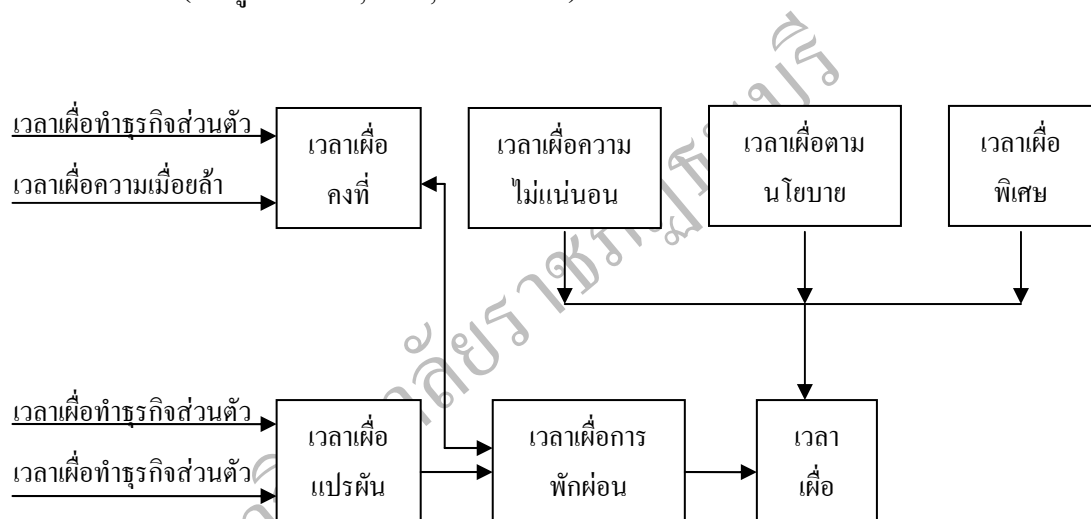 เวลาเผื่อทำธุรกิจส่วนตัว
เวลาเผื่อความเมื่อยล้า
เวลาเผื่อ
คงที่
เวลาเผื่อความ
ไม่แน่นอน
เวลาเผื่อตาม
นโยบาย
เวลาเผื่อ
พิเศษ
เวลาเผื่อทำธุรกิจส่วนตัว
เวลาเผื่อทำธุรกิจส่วนตัว
เวลาเผื่อ
แปรผัน
เวลาเผื่อการ
พักผ่อน
เวลา
เผื่อ